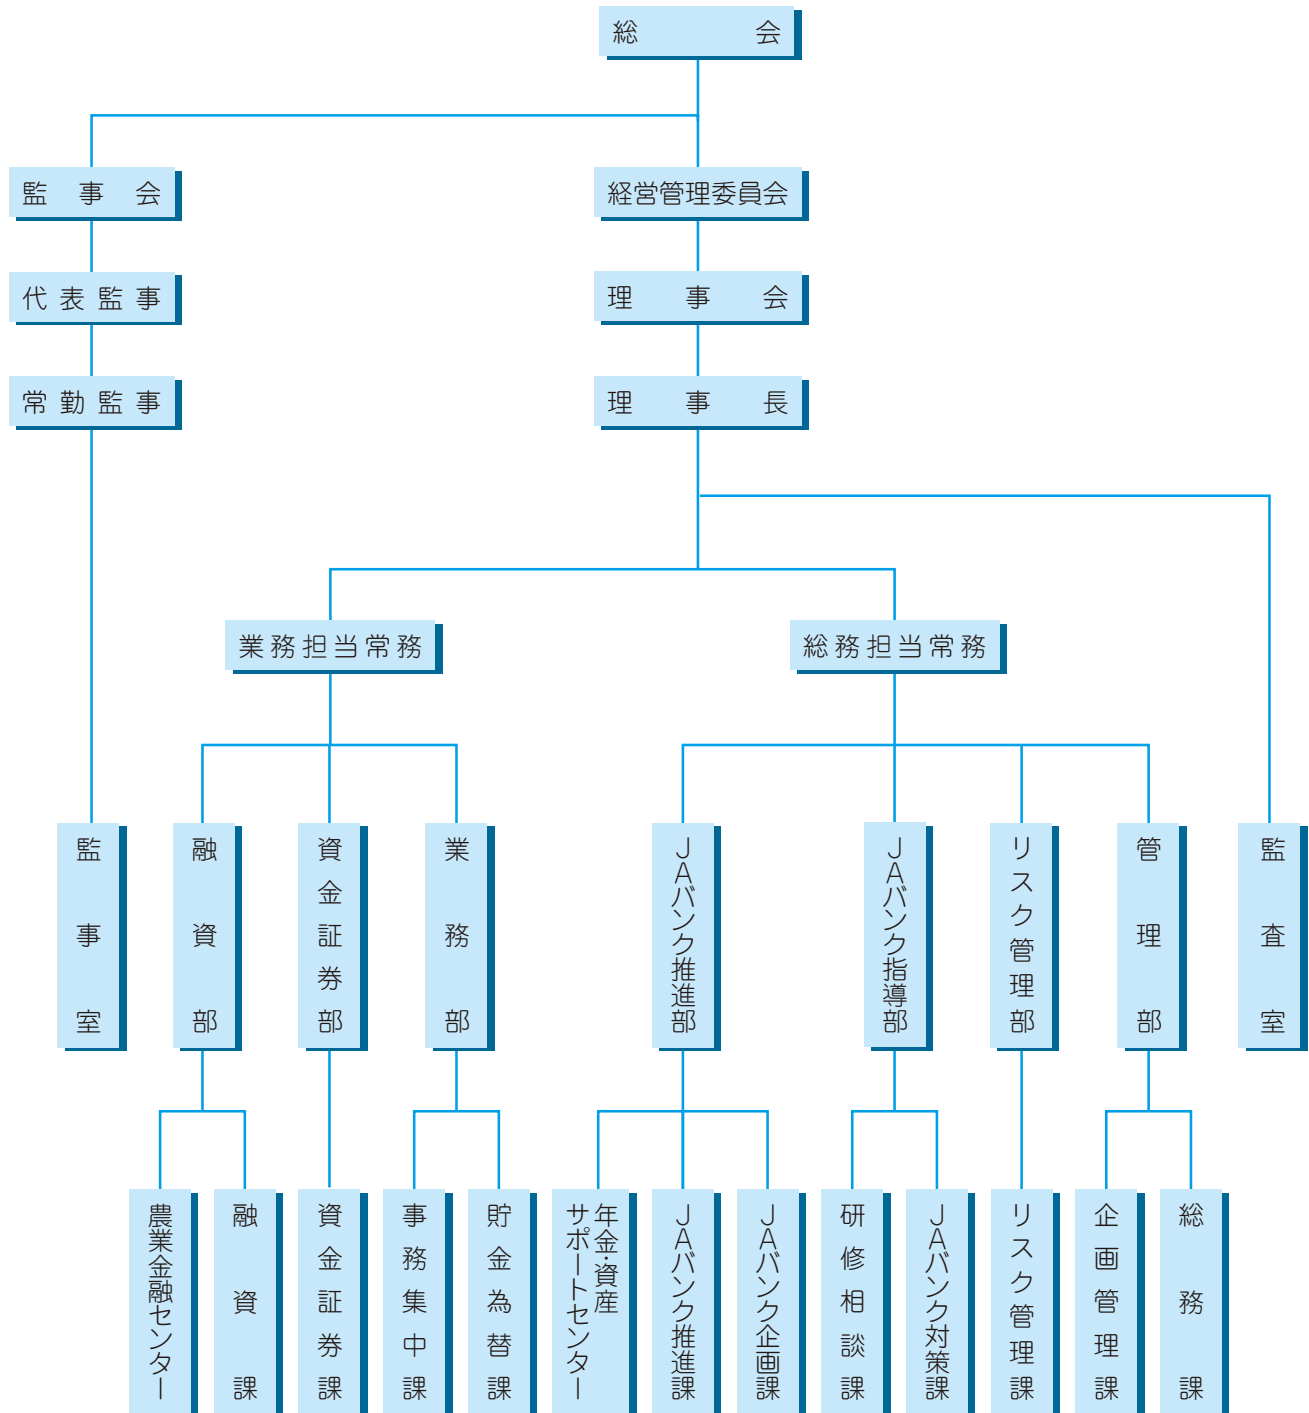 総会
監事会
経営管理委員会
代表監事
理事会
常勤監事
理事長
業務担当常務
総務担当常務
監事室
融資部
資金証券部
業務部
JAバンク推進部
JAバンク指導部
リスク管理部
管理部
監査室
農業金融センター
融資課
資金証券課
事務集中課
貯金為替課
年金・資産
サポートセンター
JAバンク推進課
JAバンク企画課
研修相談課
JAバンク対策課
リスク管理課
企画管理課
総務課